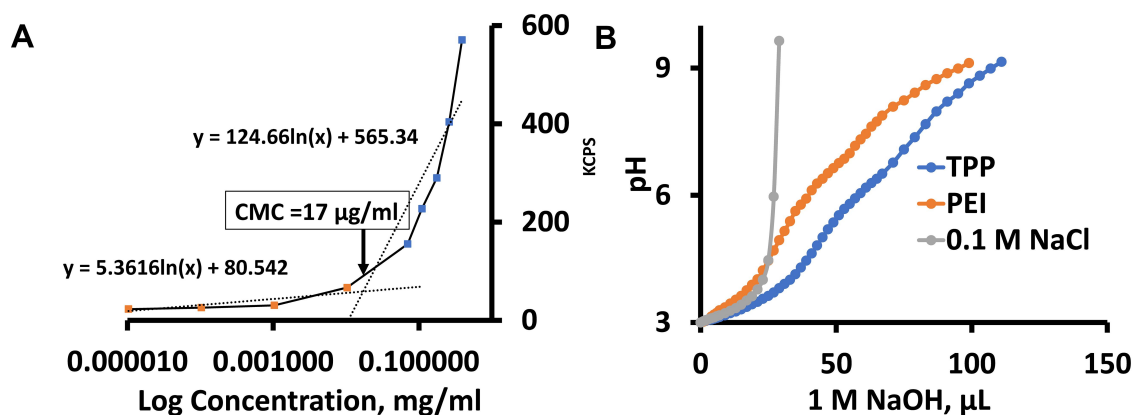 A
600
400
200
0
KCPS
y = 124.66ln(x) + 565.34
CMC =17 µg/ml
y = 5.3616ln(x) + 80.542
0.000010 0.001000 0.100000
Log Concentration, mg/ml
B
9
6
3
pH
TPP
PEI
0.1 M NaCl
0 50 100 150
1 M NaOH, µL